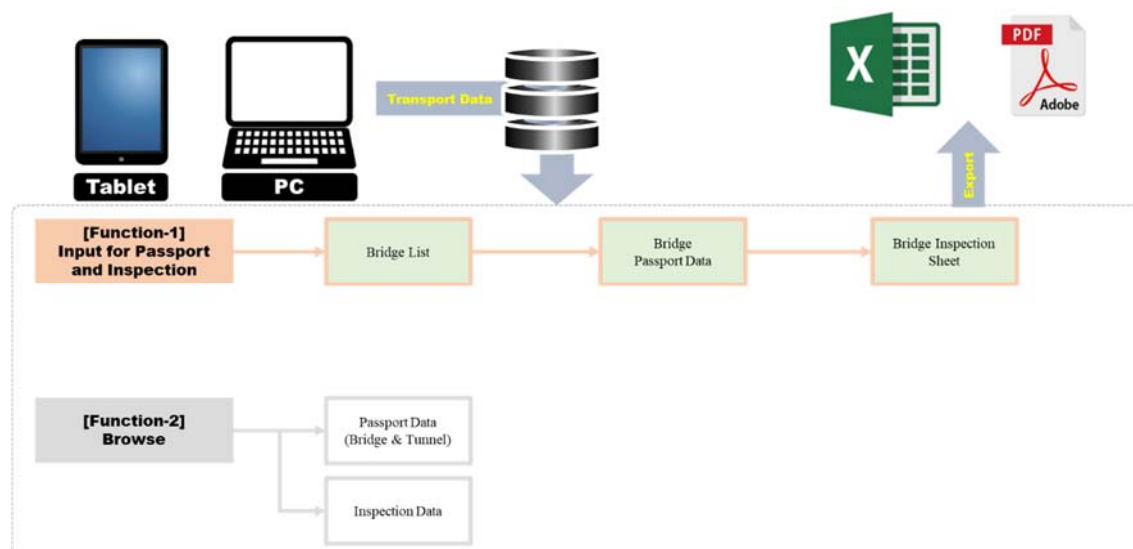 PDF
X
Adobe
Transport Data
Tablet
PC
Export
[Function-1]
Input for Passport
and Inspection
Bridge List
Bridge
Passport Data
Bridge Inspection
Sheet
[Function-2]
Browse
Passport Data
(Bridge & Tunnel)
Inspection Data